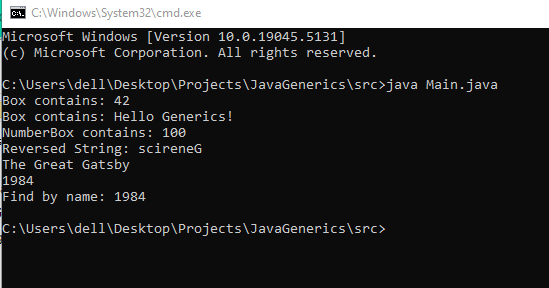 C:\Windows\System32\cmd.exe
Microsoft Windows [Version 10.0.19045.5131]
(c) Microsoft Corporation. All rights reserved.
C:\Users\dell\Desktop\Projects\JavaGenerics\src>java Main.java
Box contains: 42
Box contains: Hello Generics!
NumberBox contains: 100
Reversed String: scireneG
The Great Gatsby
1984
Find by name: 1984
C:\Users\dell\Desktop\Projects\JavaGenerics\src>